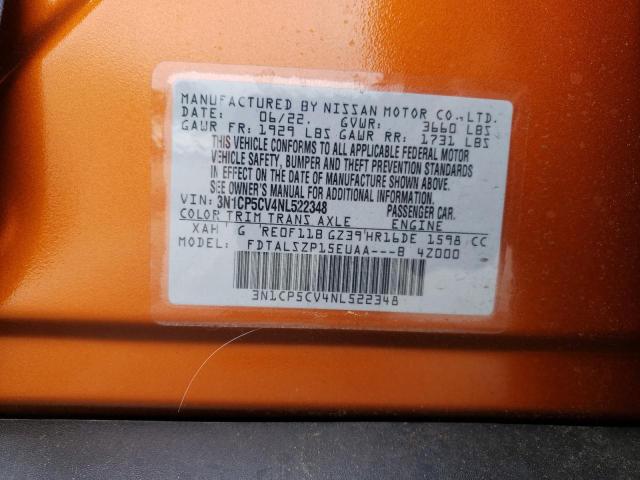 MANUFACTURED BY NISSAN MOTOR CO.,LTD.
DATE: 06/22. GVWR: 3660 LBS
GAWR FR: 1929 LBS GAWR RR: 1731 LBS
THIS VEHICLE CONFORMS TO ALL APPLICABLE FEDERAL MOTOR
VEHICLE SAFETY, BUMPER AND THEFT PREVENTION STANDARDS
IN EFFECT ON THE DATE OF MANUFACTURE SHOWN ABOVE.
SEE OWNER'S MANUAL FOR ADDITIONAL INFORMATION.
VIN: 3N1CP5CV4NL522348 PASSENGER CAR.
COLOR TRIM TRANS AXLE ENGINE
XAH G RE0F11B GZ39 HR16DE 1598 CC
MODEL: FDTALSZP15EUAA---B 4Z000
3N1CP5CV4NL522348